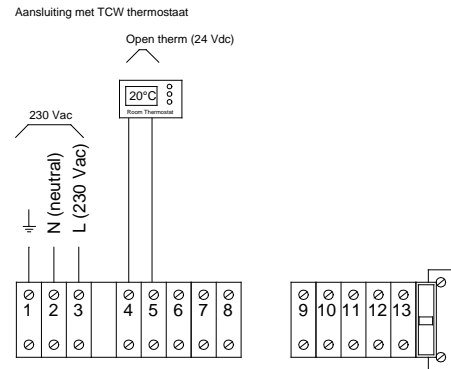 Aansluiting met TCW thermostaat
Open therm (24 Vdc)
20°C
Room Thermostat
230 Vac
N (neutral)
L (230 Vac)
1 2 3 4 5 6 7 8 9 10 11 12 13